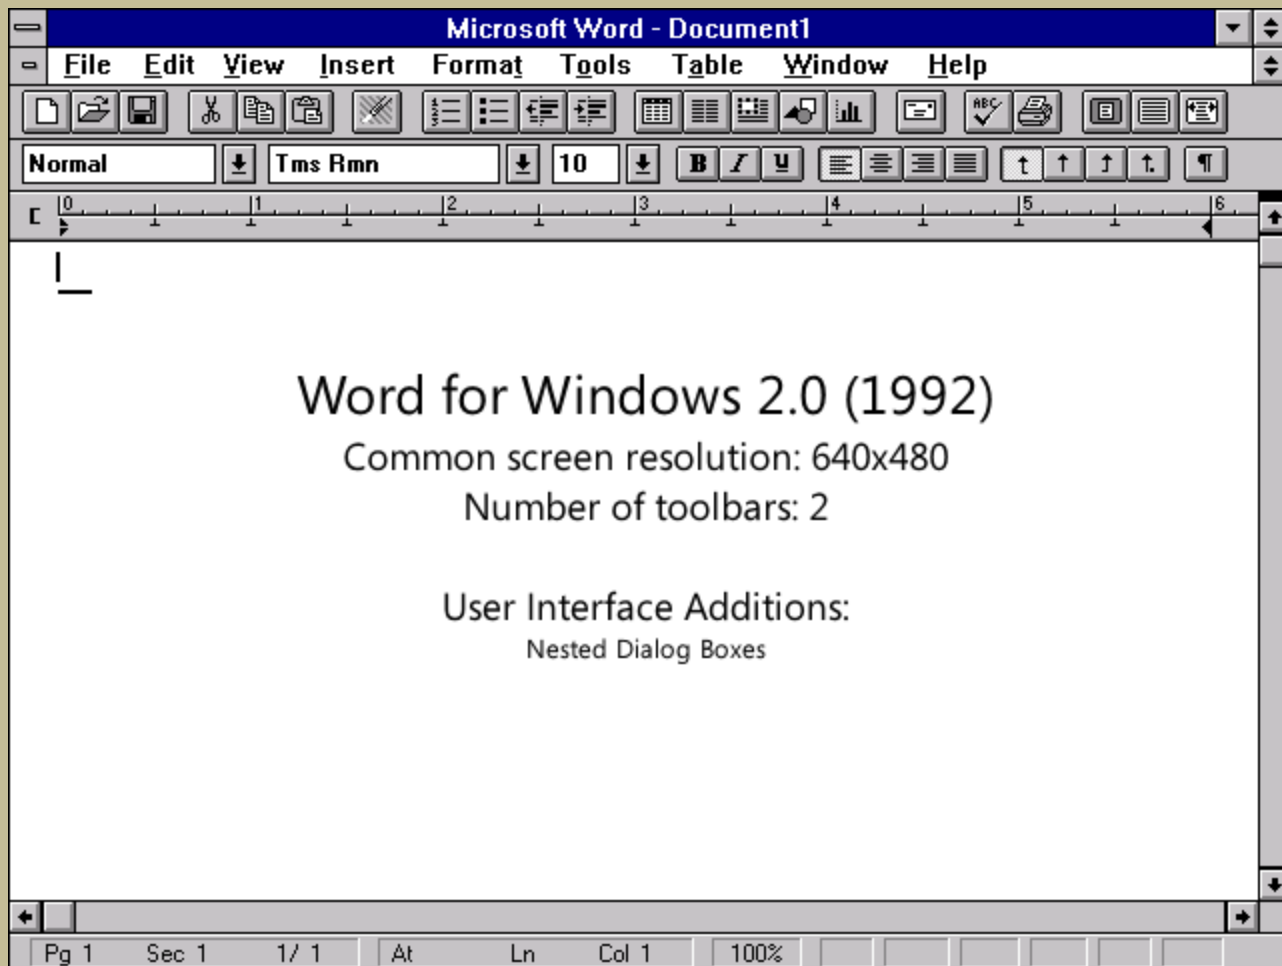 Microsoft Word - Document1
File Edit View Insert Format Tools Table Window Help
ABC
Normal Tms Rmn 10 B I U ¶
0 1 2 3 4 5 6
Word for Windows 2.0 (1992)
Common screen resolution: 640x480
Number of toolbars: 2
User Interface Additions:
Nested Dialog Boxes
Pg 1 Sec 1 1/ 1 At Ln Col 1 100%